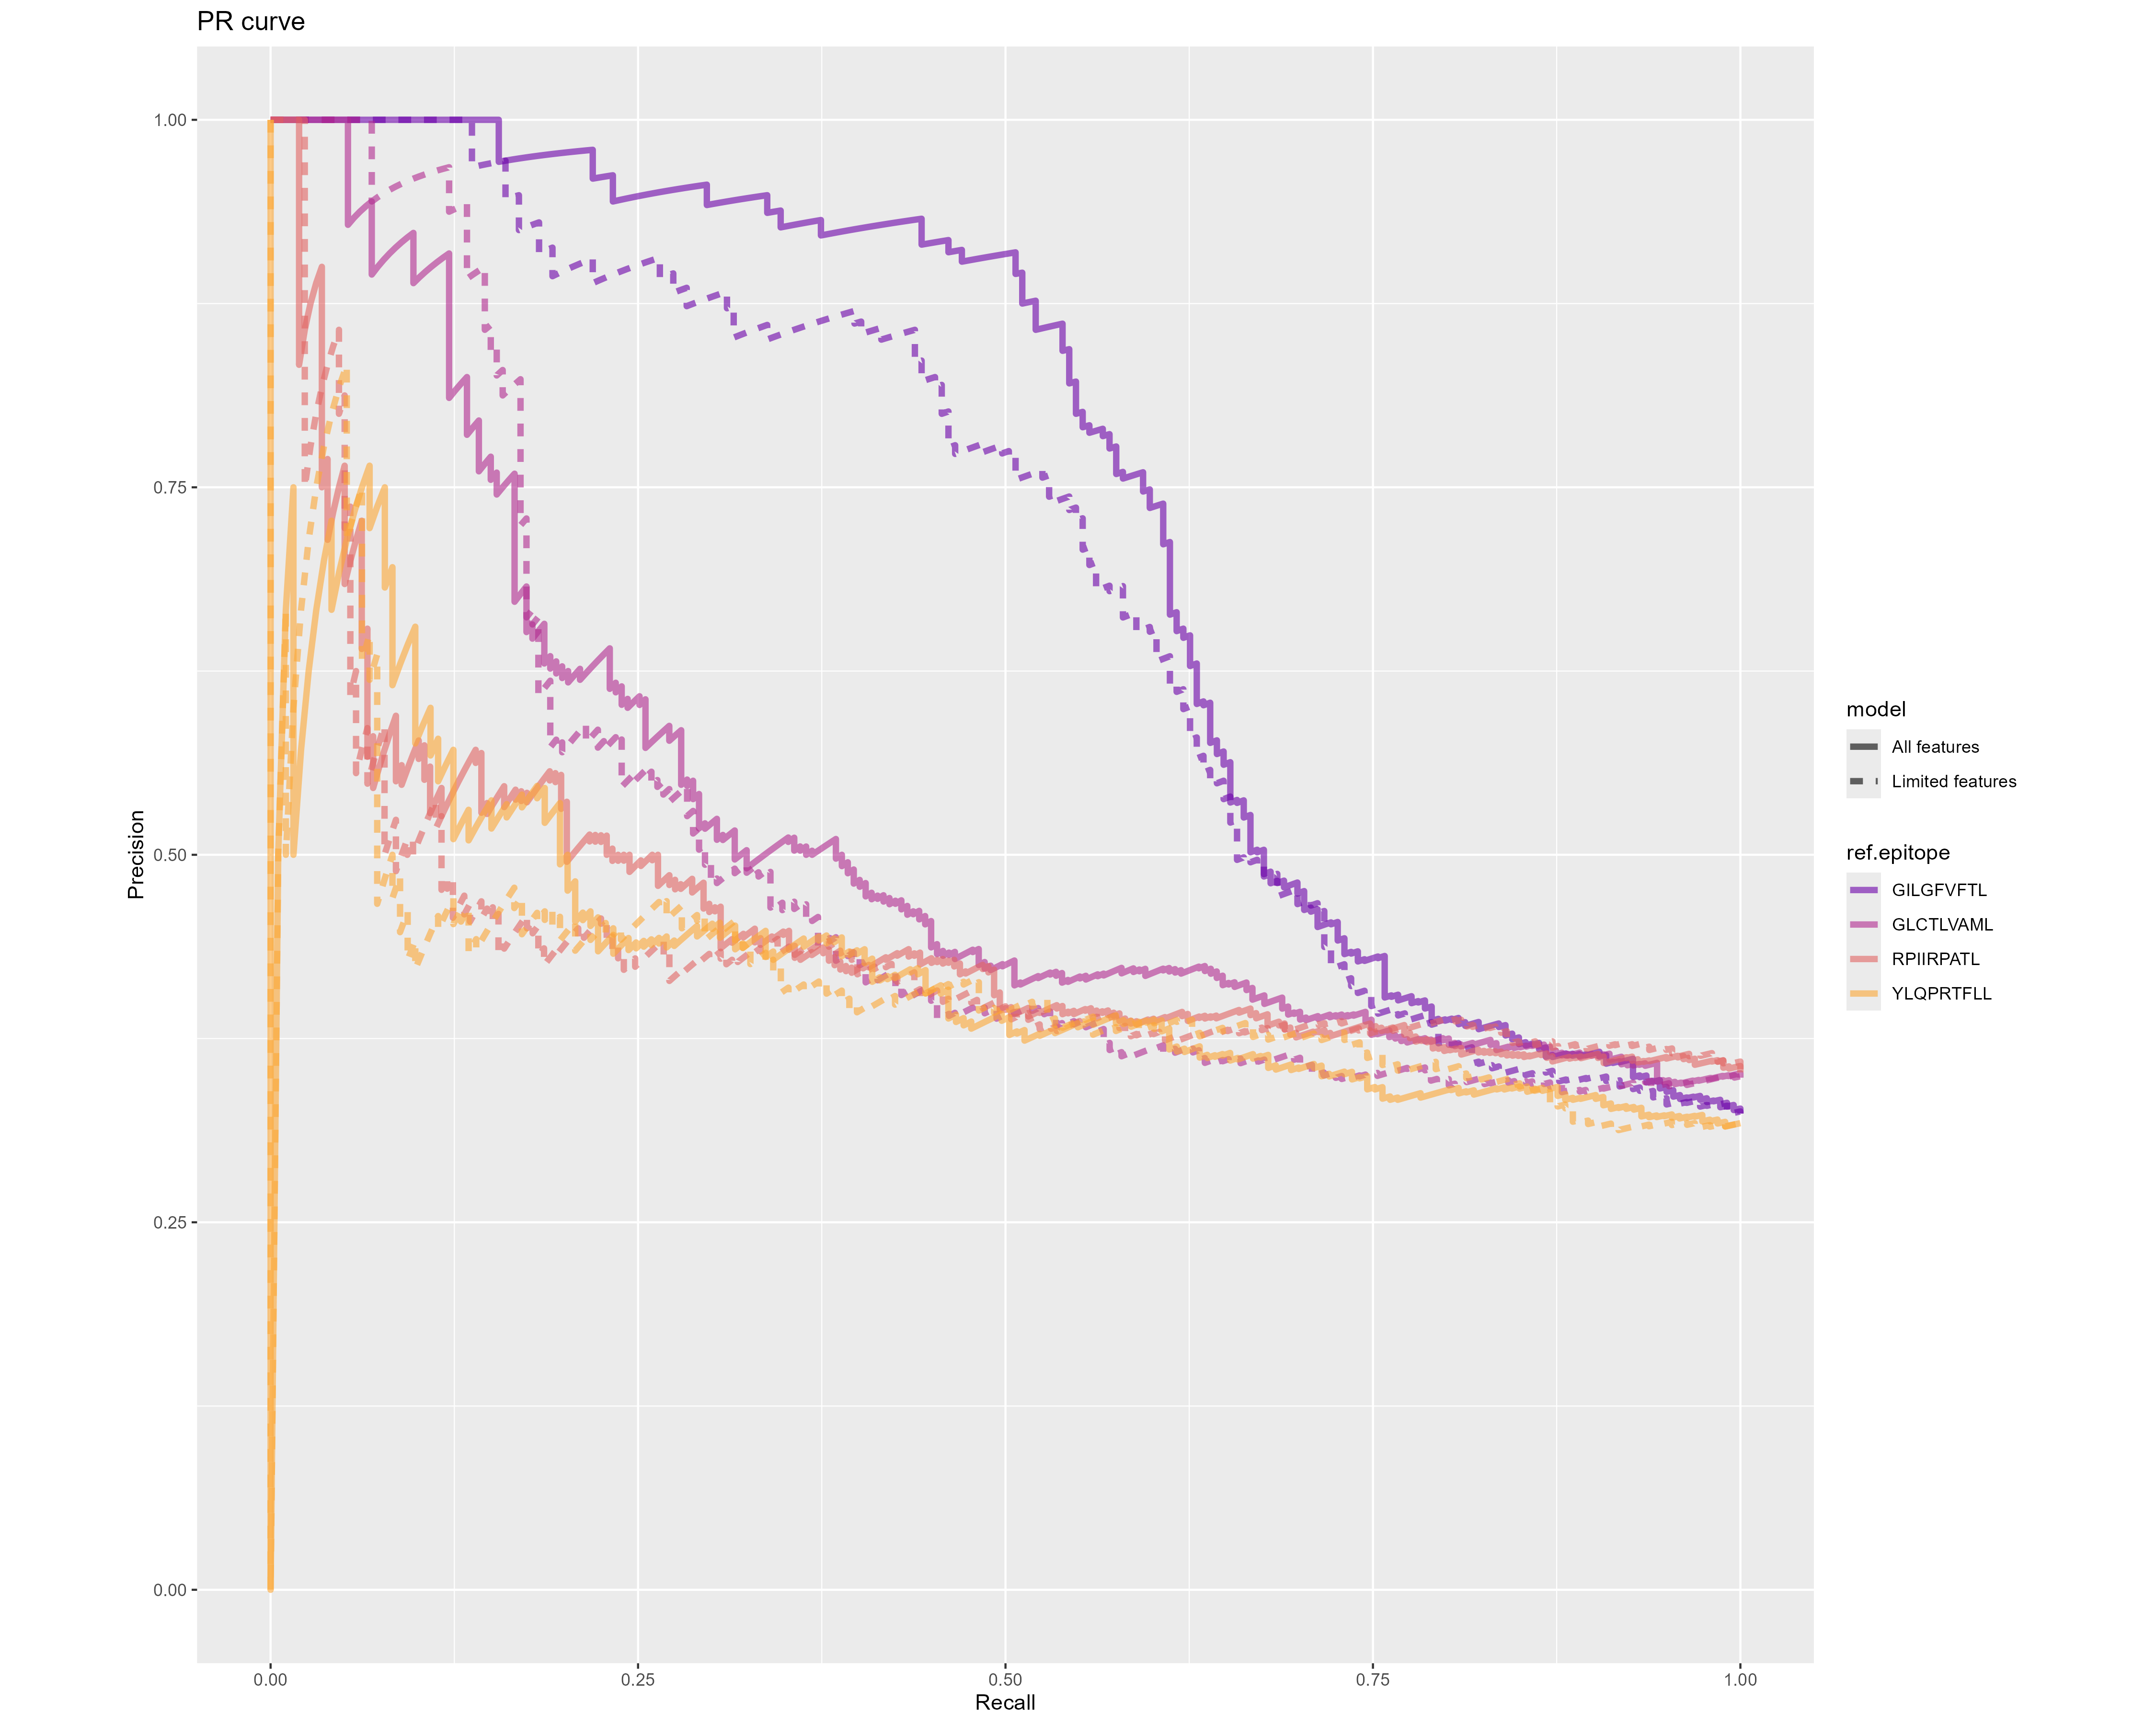 PR curve
1.00
0.75
0.50
0.25
0.00
Precision
0.00
0.25
0.50
0.75
1.00
Recall
model
All features
Limited features
ref.epitope
GILGFVFTL
GLCTLVAML
RPIIRPATL
YLQPRTFLL